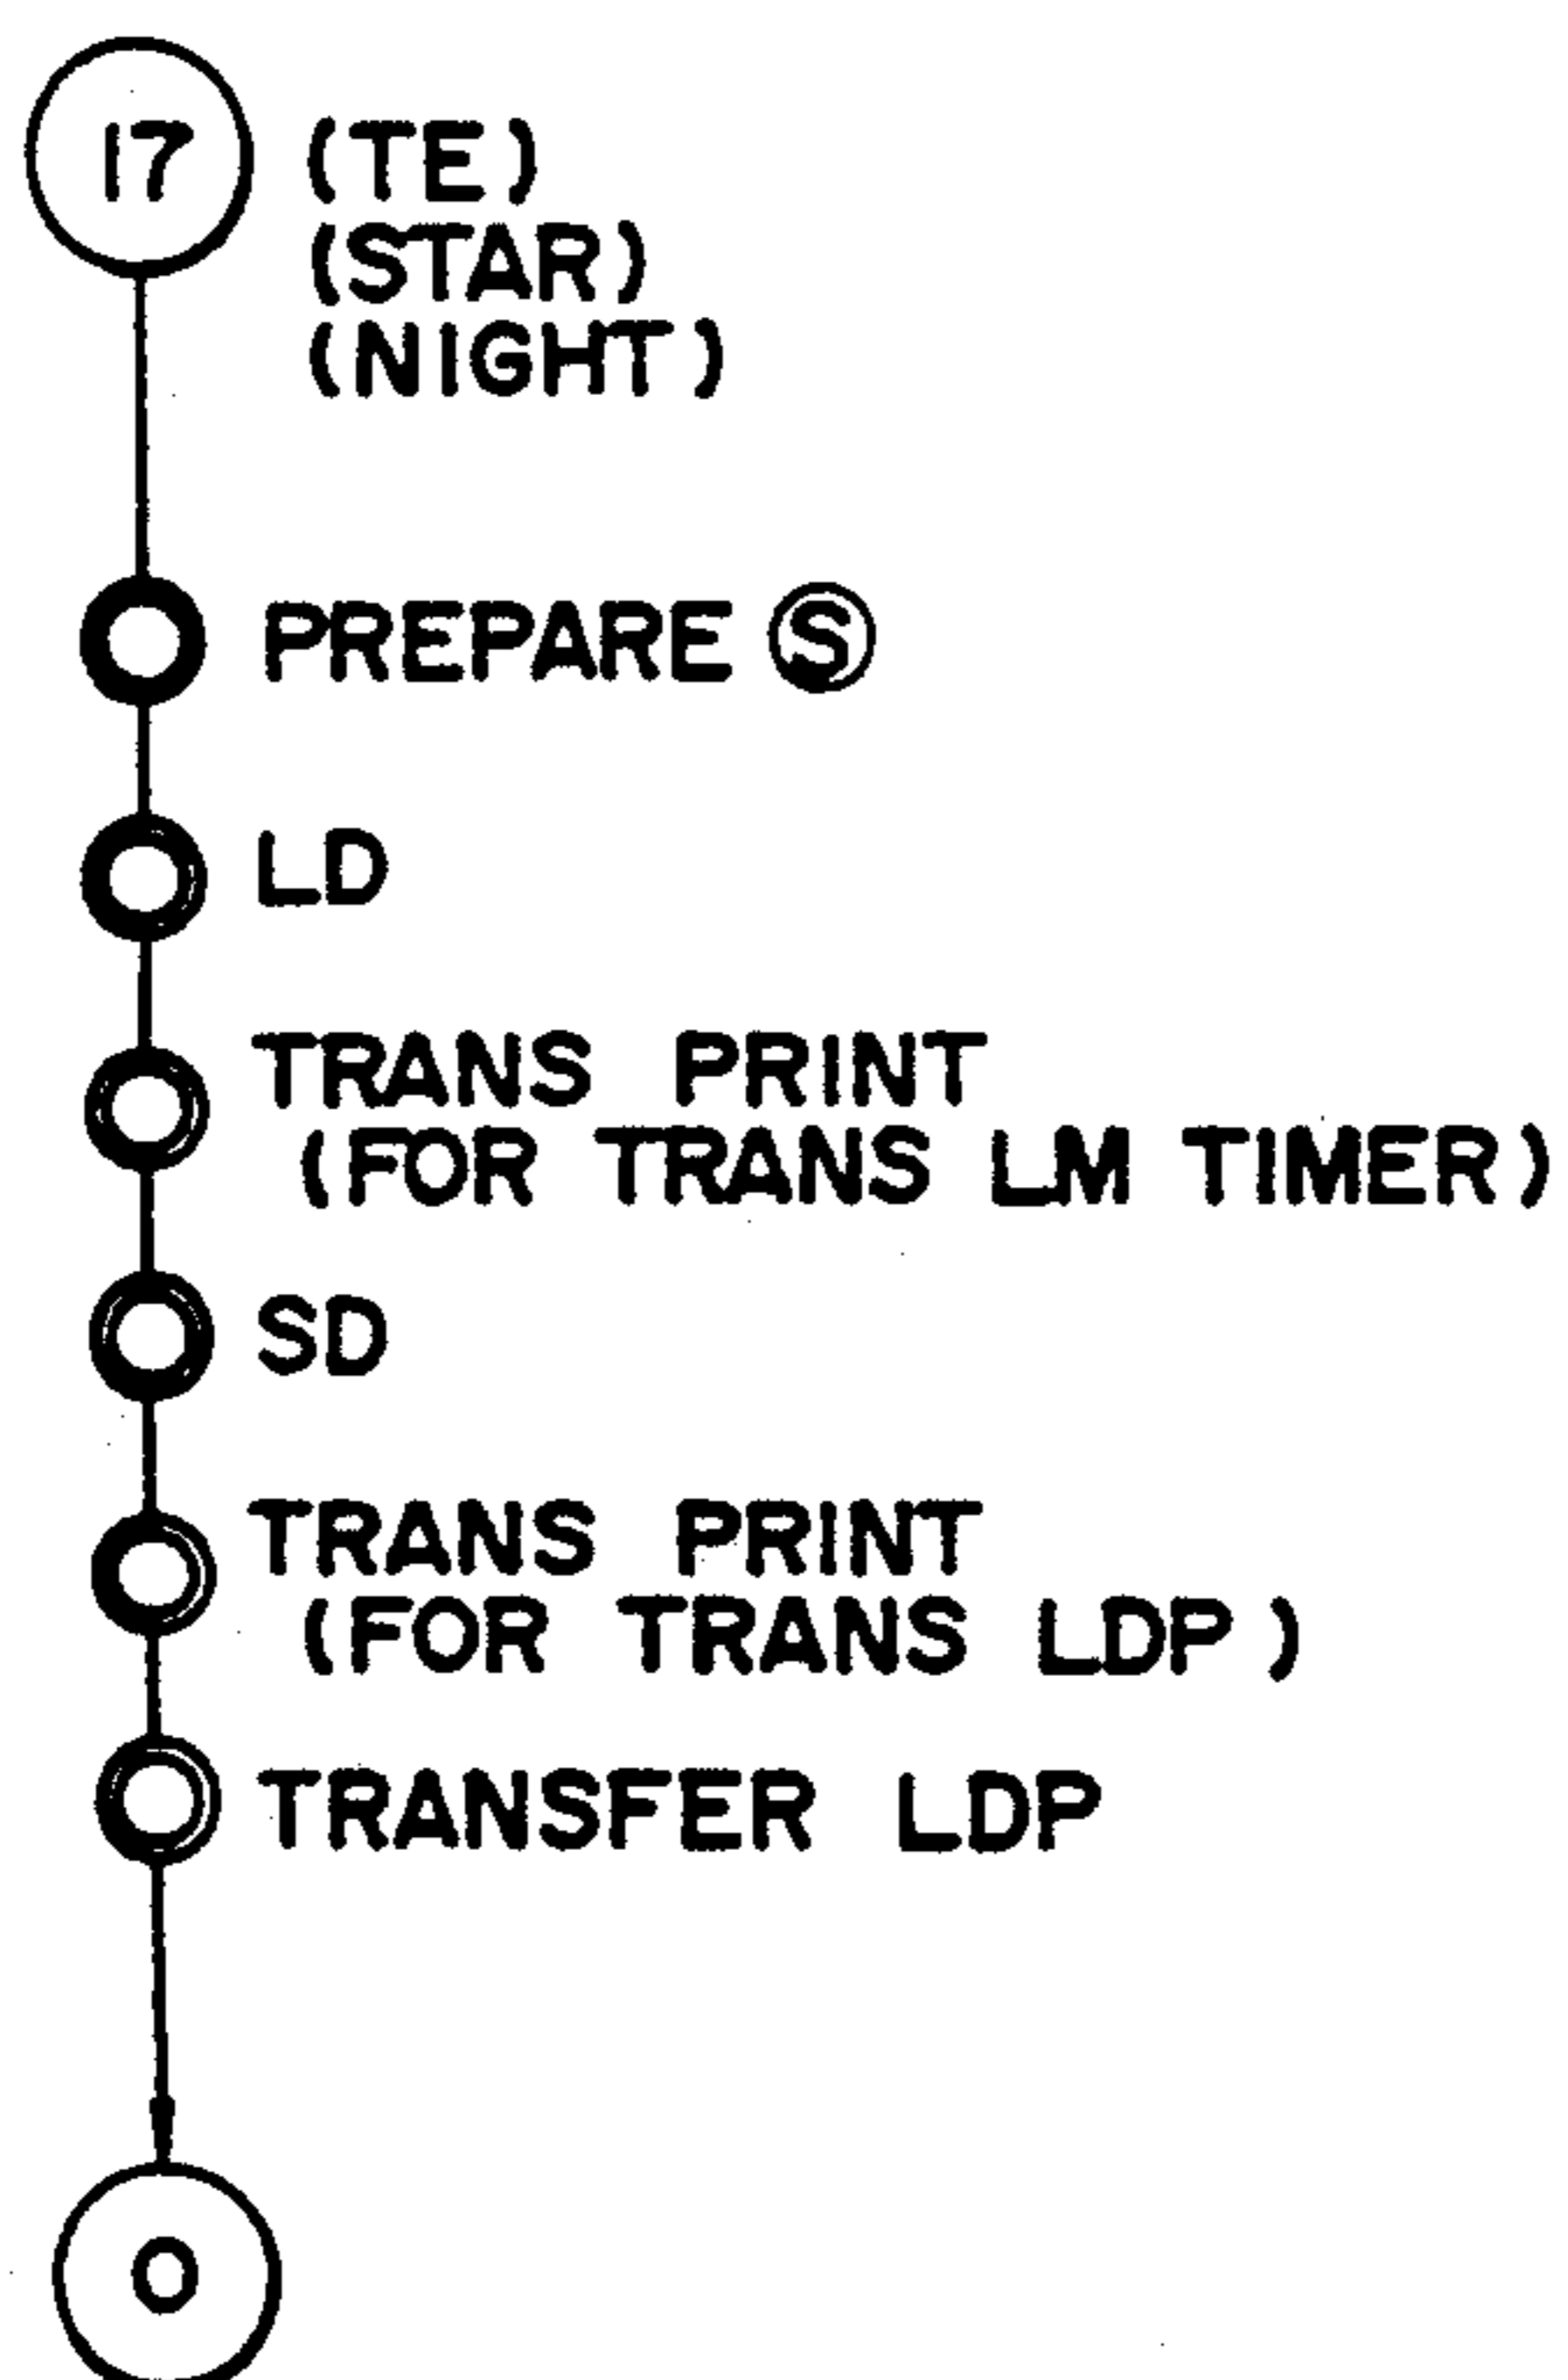 17 (TE)
(STAR)
(NIGHT)
PREPARE Ⓢ
LD
TRANS PRINT
(FOR TRANS LM TIMER)
SD
TRANS PRINT
(FOR TRANS LDP)
TRANSFER LDP
0